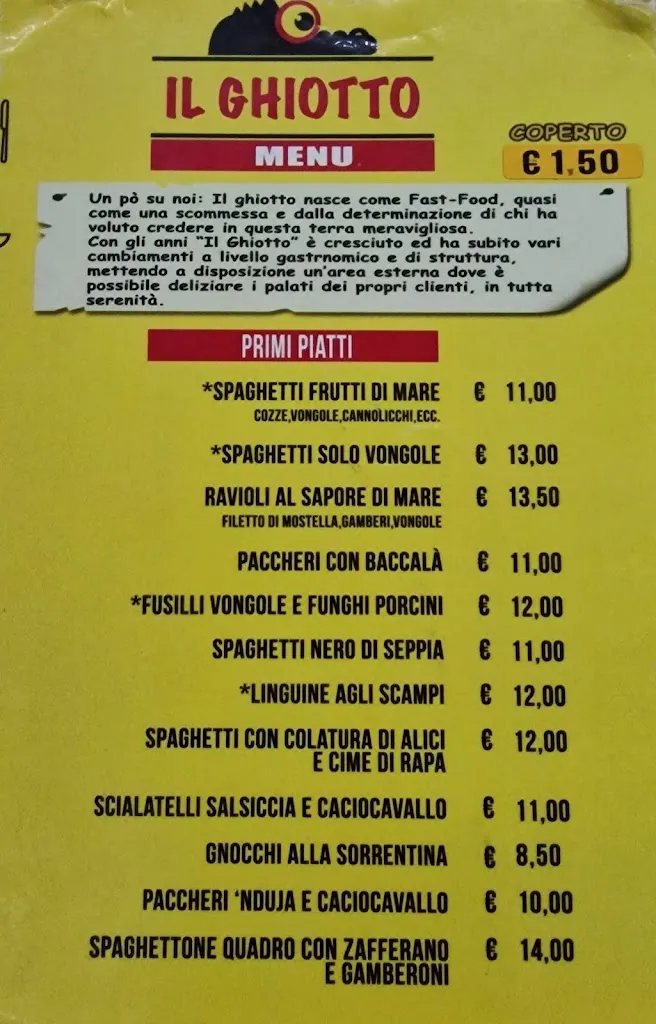 IL GHIOTTO
MENU
COPERTO
€ 1,50
Un pò su noi: Il ghiotto nasce come Fast-Food, quasi
come una scommessa e dalla determinazione di chi ha
voluto credere in questa terra meravigliosa.
Con gli anni "Il Ghiotto" è cresciuto ed ha subito vari
cambiamenti a livello gastrnomico e di struttura,
mettendo a disposizione un'area esterna dove è
possibile deliziare i palati dei propri clienti, in tutta
serenità.
PRIMI PIATTI
*SPAGHETTI FRUTTI DI MARE € 11,00
COZZE,VONGOLE,CANNOLICCHI,ECC.
*SPAGHETTI SOLO VONGOLE € 13,00
RAVIOLI AL SAPORE DI MARE € 13,50
FILETTO DI MOSTELLA,GAMBERI,VONGOLE
PACCHERI CON BACCALÀ € 11,00
*FUSILLI VONGOLE E FUNGHI PORCINI € 12,00
SPAGHETTI NERO DI SEPPIA € 11,00
*LINGUINE AGLI SCAMPI € 12,00
SPAGHETTI CON COLATURA DI ALICI € 12,00
E CIME DI RAPA
SCIALATELLI SALSICCIA E CACIOCAVALLO € 11,00
GNOCCHI ALLA SORRENTINA € 8,50
PACCHERI 'NDUJA E CACIOCAVALLO € 10,00
SPAGHETTONE QUADRO CON ZAFFERANO € 14,00
E GAMBERONI